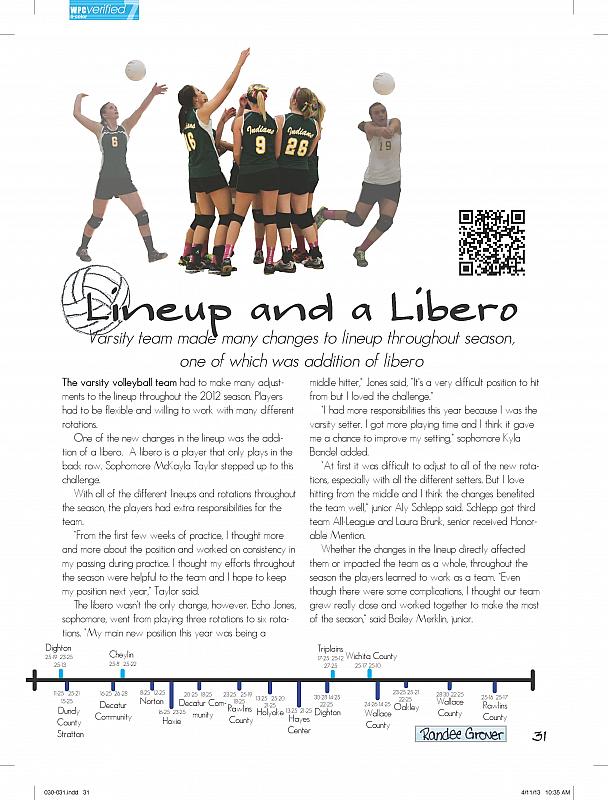 WPC verified 7
4-color
6
16
Indians
9
Indians
26
19
Lineup and a Libero
Varsity team made many changes to lineup throughout season,
one of which was addition of libero
The varsity volleyball team had to make many adjust-
ments to the lineup throughout the 2012 season. Players
had to be flexible and willing to work with many different
rotations.
One of the new changes in the lineup was the addi-
tion of a libero. A libero is a player that only plays in the
back row. Sophomore McKayla Taylor stepped up to this
challenge.
With all of the different lineups and rotations throughout
the season, the players had extra responsibilities for the
team.
"From the first few weeks of practice, I thought more
and more about the position and worked on consistency in
my passing during practice. I thought my efforts throughout
the season were helpful to the team and I hope to keep
my position next year," Taylor said.
The libero wasn't the only change, however. Echo Jones,
sophomore, went from playing three rotations to six rota-
tions. "My main new position this year was being a
middle hitter," Jones said, "It's a very difficult position to hit
from but I loved the challenge."
"I had more responsibilities this year because I was the
varsity setter. I got more playing time and I think it gave
me a chance to improve my setting," sophomore Kyla
Bandel added.
"At first it was difficult to adjust to all of the new rota-
tions, especially with all the different setters. But I love
hitting from the middle and I think the changes benefited
the team well," junior Aly Schlepp said. Schlepp got third
team All-League and Laura Brunk, senior received Honor-
able Mention.
Whether the changes in the lineup directly affected
them or impacted the team as a whole, throughout the
season the players learned to work as a team. "Even
though there were some complications, I thought our team
grew really close and worked together to make the most
of the season," said Bailey Merklin, junior.
Dighton
25-19 23-25
25-13
Cheylin
25-8 25-22
Triplains
17-25 25-12
27-25
Wichita County
25-17 25-10
11-25 25-21
15-25
Dundy
County
Stratton
16-25 26-28
Decatur
Community
8-25 12-25
Norton
16-25 23-25
Hoxie
20-25 18-25
Decatur Com-
munity
23-25 25-19
18-25
Rawlins
County
13-25 25-20
21-25
Holyoke
13-25 21-25
Hayes
Center
30-28 14-25
22-25
Dighton
24-26 14-25
Wallace
County
23-25 25-21
22-25
Oakley
28-30 22-25
Wallace
County
25-16 25-17
Rawlins
County
Randee Grover
31
030-031.indd 31
4/11/13 10:35 AM